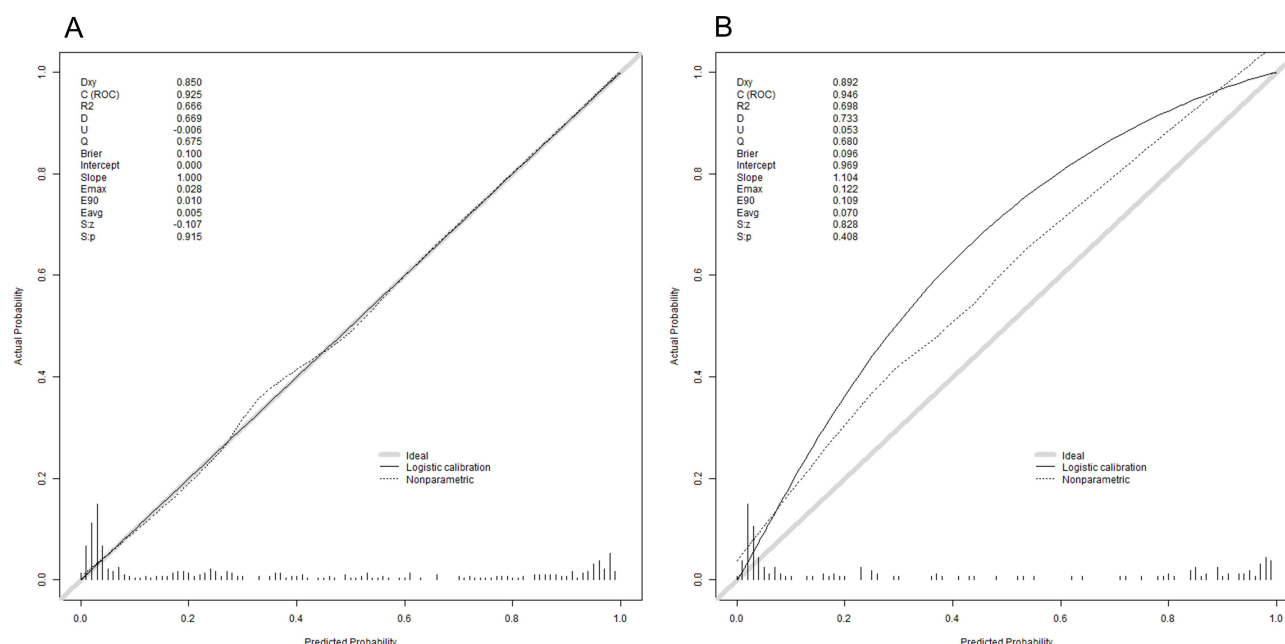 A
Dxy 0.850
C (ROC) 0.925
R2 0.666
D 0.669
U -0.006
Q 0.675
Brier 0.100
Intercept 0.000
Slope 1.000
Emax 0.028
E90 0.010
Eavg 0.005
S:z -0.107
S:p 0.915
Actual Probability
1.0
0.8
0.6
0.4
0.2
0.0
Ideal
Logistic calibration
Nonparametric
0.0 0.2 0.4 0.6 0.8 1.0
Predicted Probability
B
Dxy 0.892
C (ROC) 0.946
R2 0.698
D 0.733
U 0.053
Q 0.680
Brier 0.096
Intercept 0.969
Slope 1.104
Emax 0.122
E90 0.109
Eavg 0.070
S:z 0.828
S:p 0.408
Actual Probability
1.0
0.8
0.6
0.4
0.2
0.0
Ideal
Logistic calibration
Nonparametric
0.0 0.2 0.4 0.6 0.8 1.0
Predicted Probability